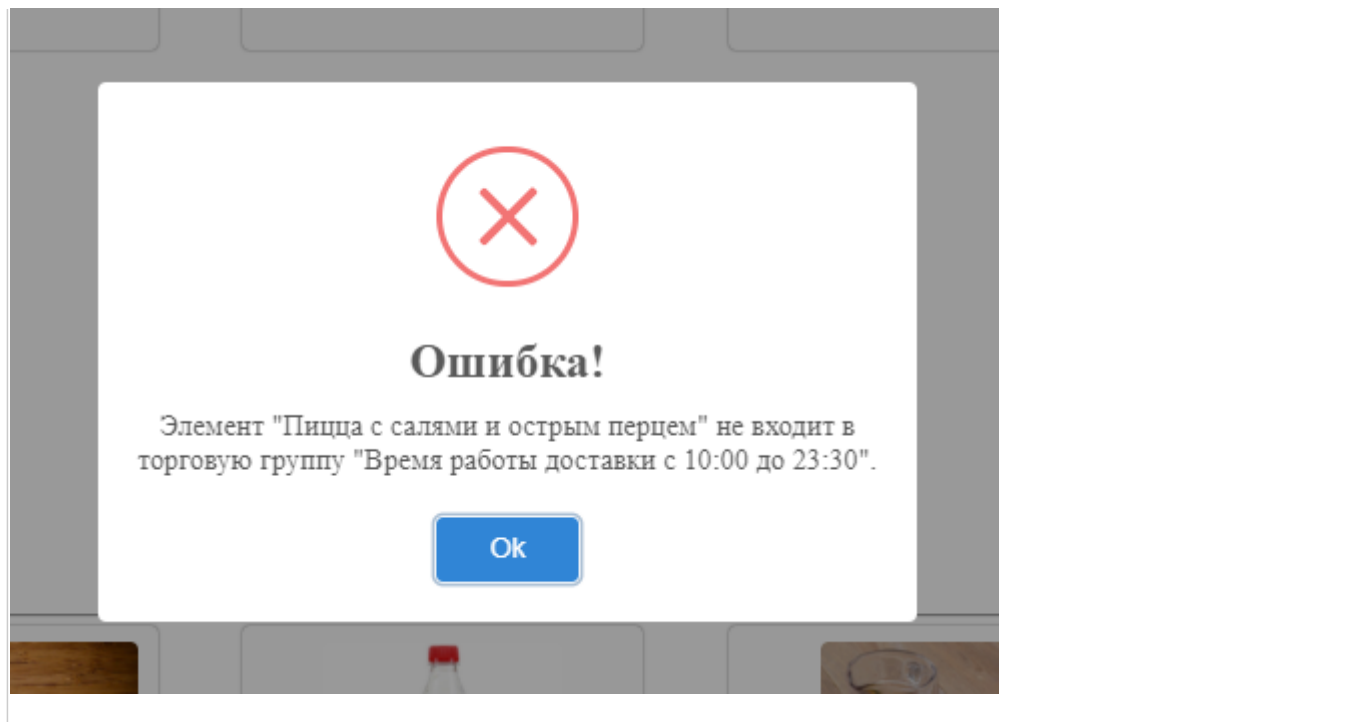 Ошибка!
Элемент "Пицца с салями и острым перцем" не входит в
торговую группу "Время работы доставки с 10:00 до 23:30".
Ok